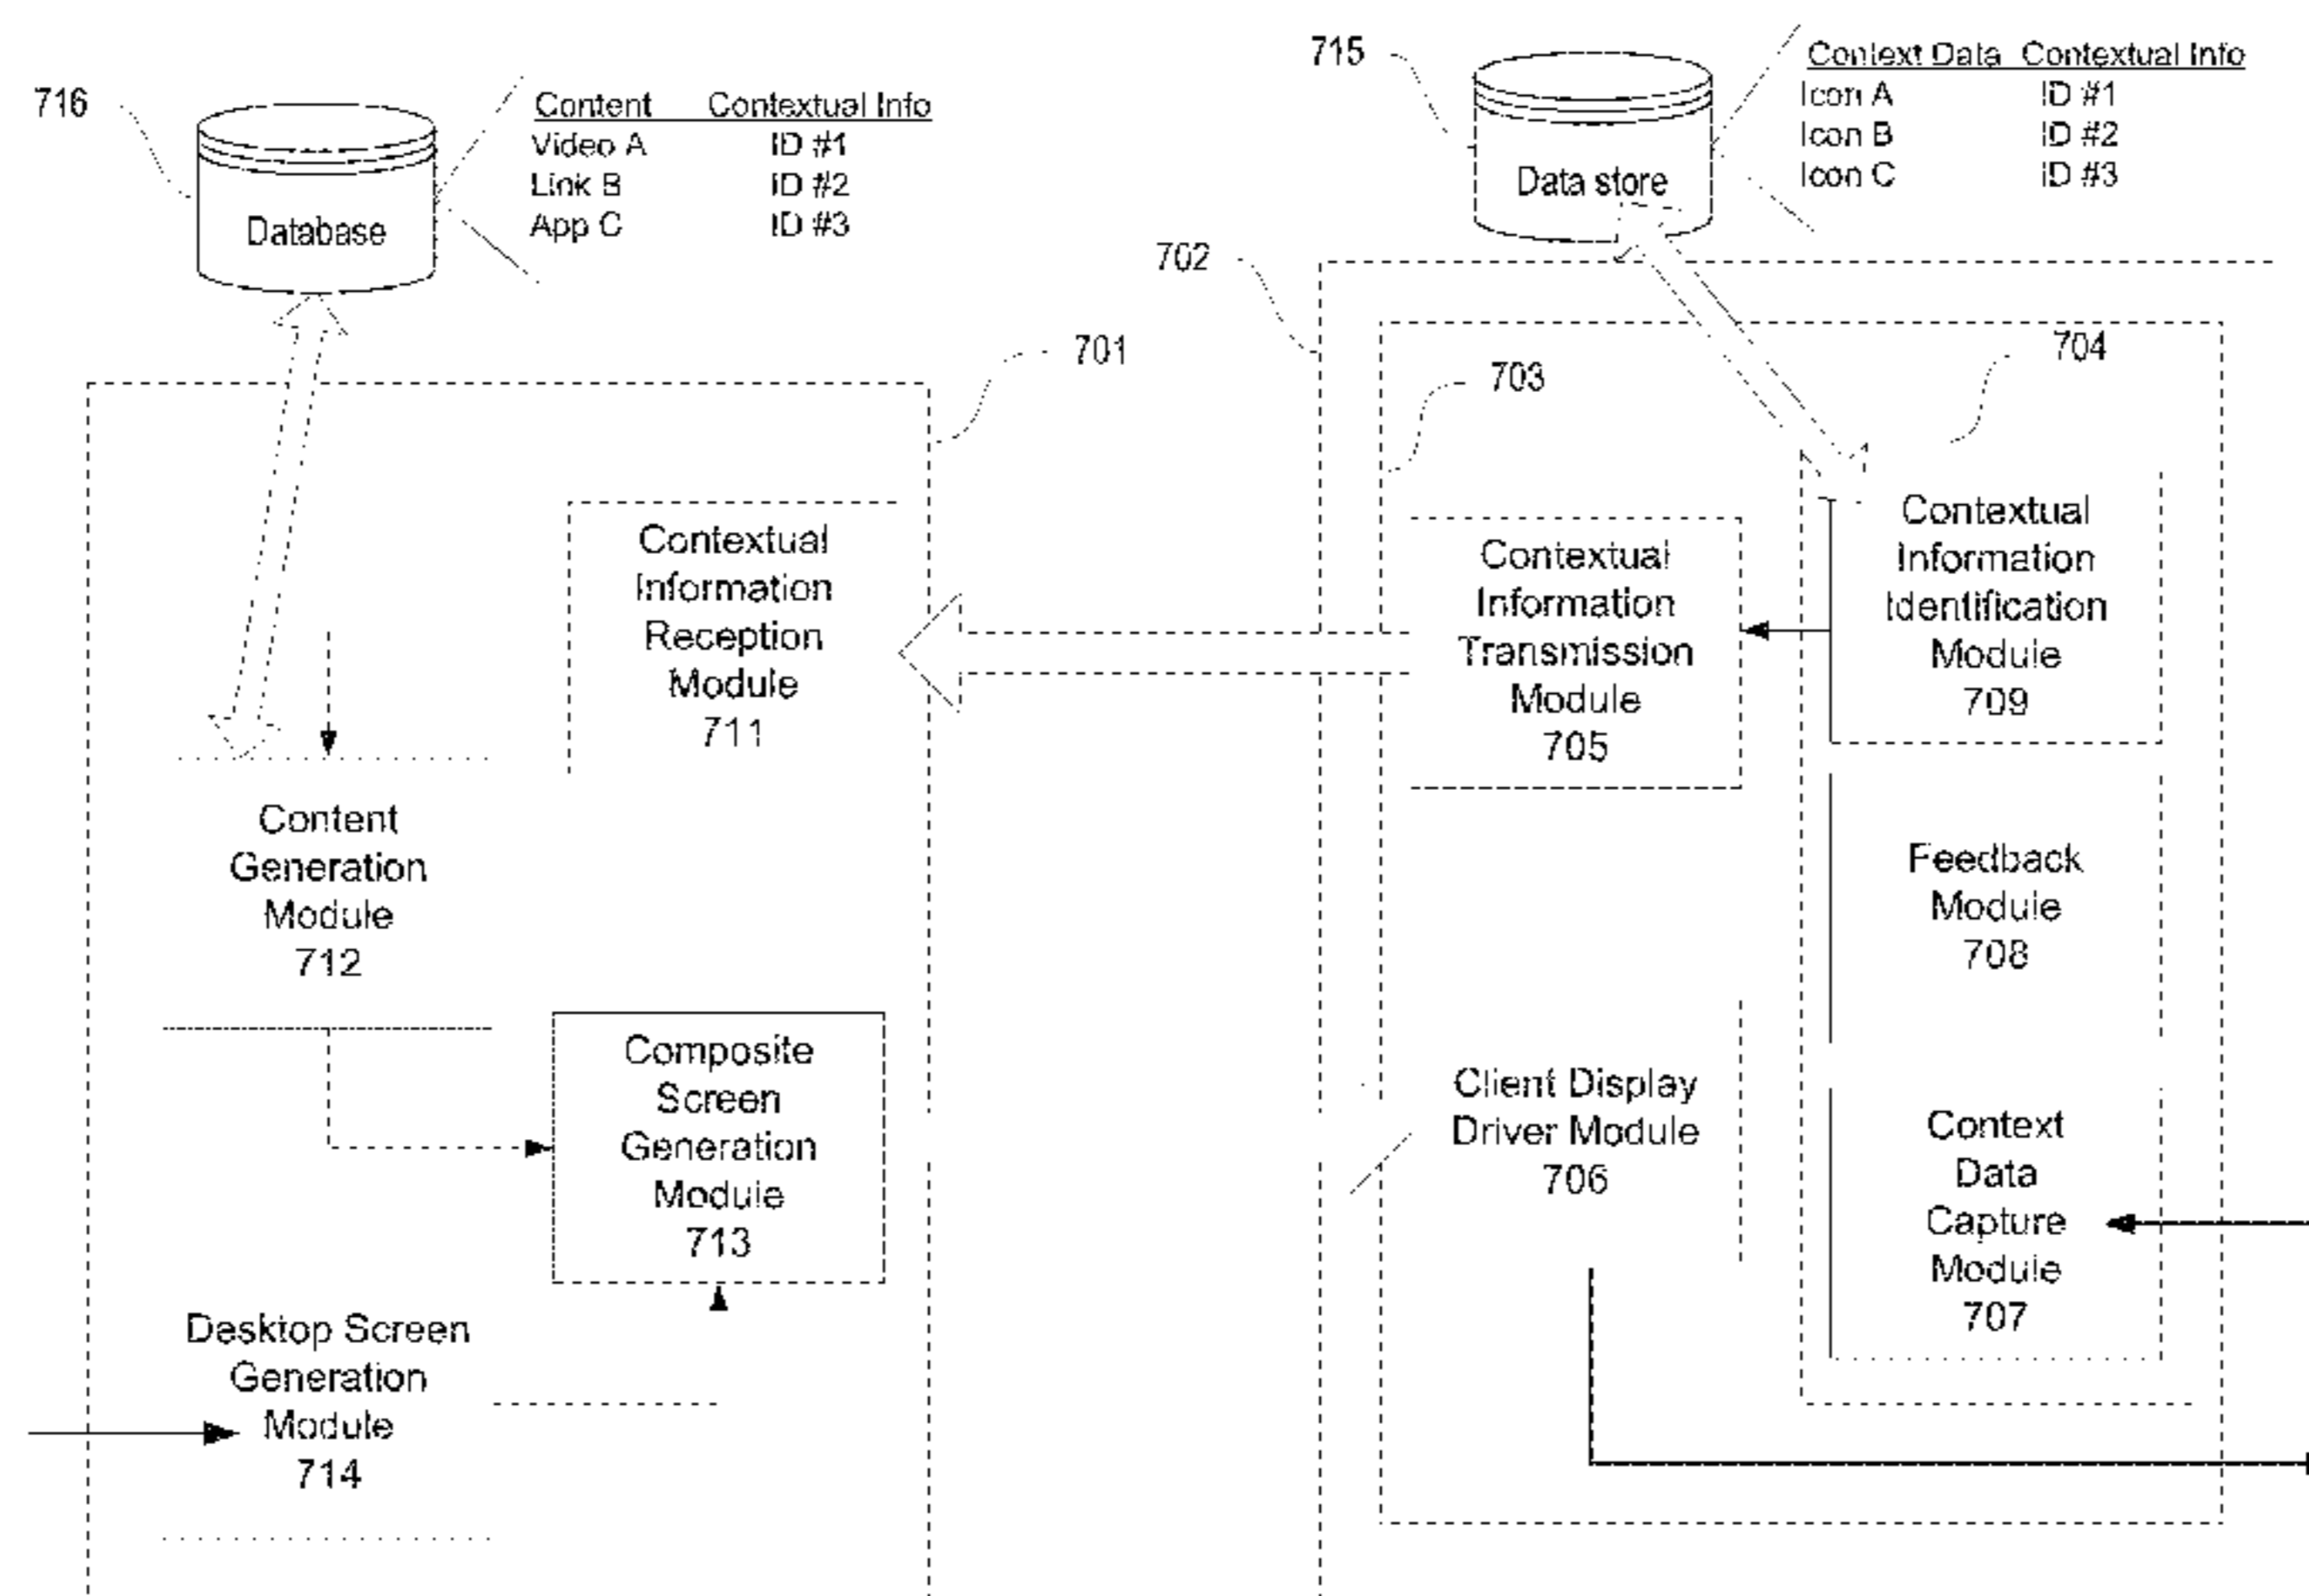 716
Content Contextual Info
Video A ID #1
Link B ID #2
App C ID #3
Database
715
Context Data Contextual Info
Icon A ID #1
Icon B ID #2
Icon C ID #3
Data store
702
701
703
704
Contextual
Information
Reception
Module
711
Contextual
Information
Transmission
Module
705
Contextual
Information
Identification
Module
709
Content
Generation
Module
712
Feedback
Module
708
Composite
Screen
Generation
Module
713
Client Display
Driver Module
706
Context
Data
Capture
Module
707
Desktop Screen
Generation
Module
714